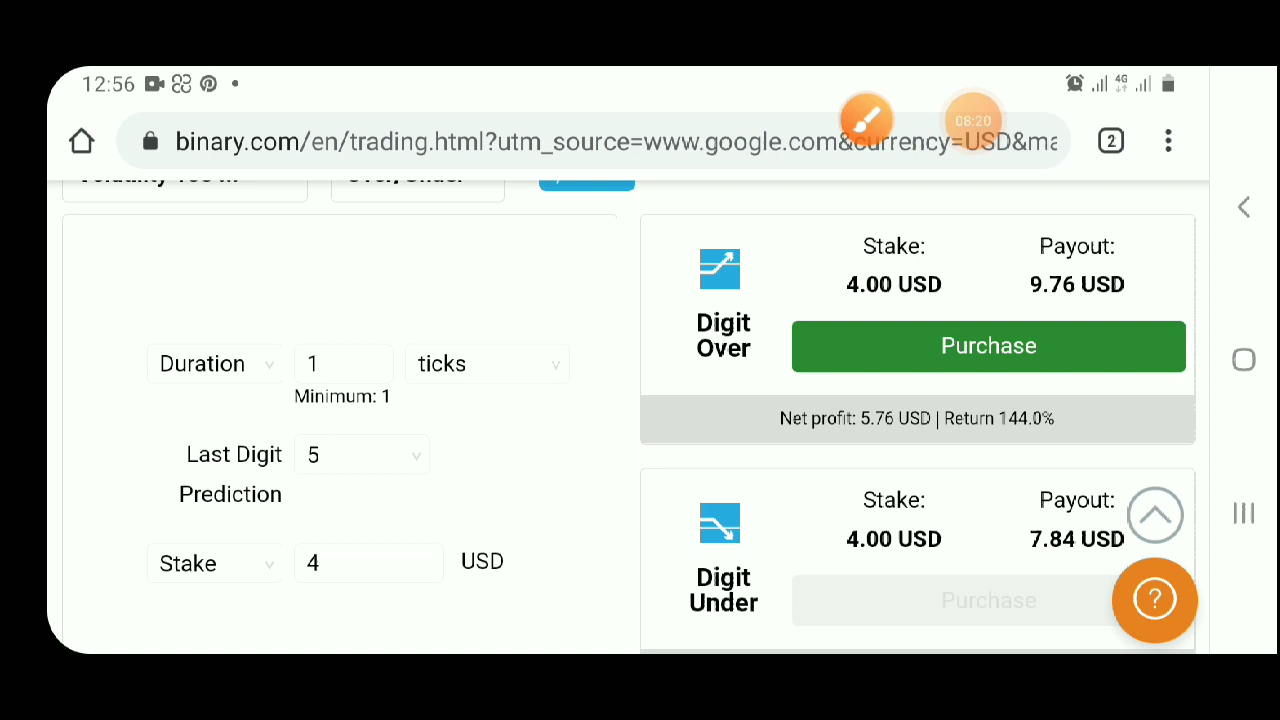 12:56
4G
08:20
binary.com/en/trading.html?utm_source=www.google.com&currency=USD&ma
2
Stake:
Payout:
4.00 USD
9.76 USD
Digit
Over
Purchase
Duration
1
ticks
Minimum: 1
Net profit: 5.76 USD | Return 144.0%
Last Digit
Prediction
5
Stake:
Payout:
4.00 USD
7.84 USD
Digit
Under
Purchase
Stake
4
USD
?